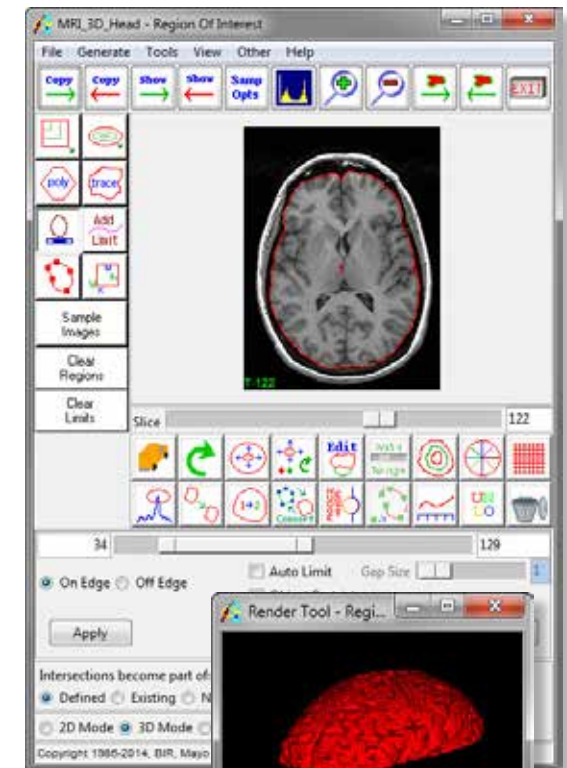 MRI_3D_Head - Region Of Interest
File Generate Tools View Other Help
Copy Copy Show Show Samp Opts EXIT
poly trace
Add Limit
Sample Images
Clear Regions
Clear Limits
T-122
Slice 122
Edit
1→2 Connect
34 129
On Edge Off Edge Auto Limit Gap Size 1
Render Tool - Regi...
Apply
Intersections become part of:
Defined Existing N
2D Mode 3D Mode
Copyright 1986-2014, BIR, Mayo